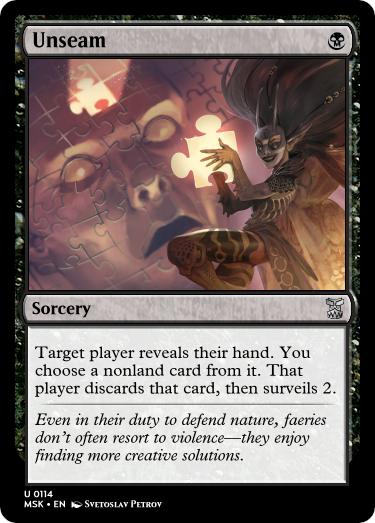 Unseam
Sorcery
Target player reveals their hand. You
choose a nonland card from it. That
player discards that card, then surveils 2.
Even in their duty to defend nature, faeries
don't often resort to violence—they enjoy
finding more creative solutions.
U 0114
MSK • EN Svetoslav Petrov